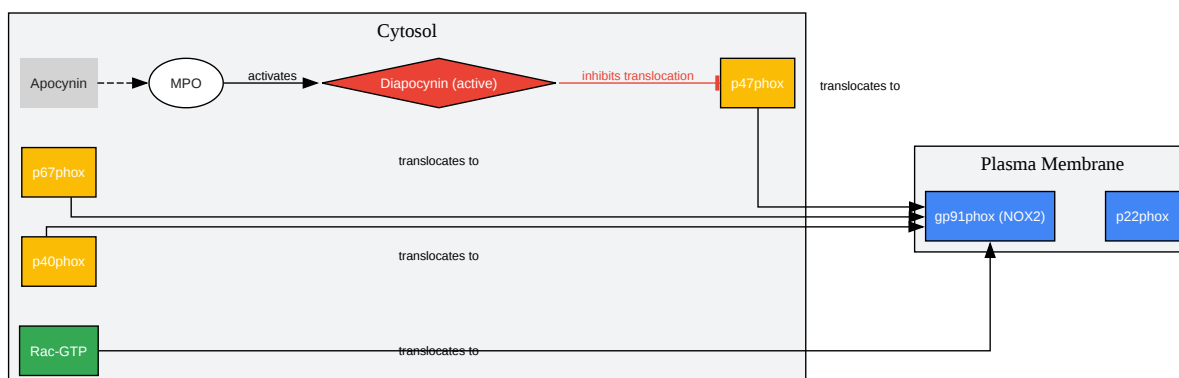 Cytosol
Apocynin
MPO
activates
Diapocynin (active)
inhibits translocation
p47phox
translocates to
p67phox
translocates to
Plasma Membrane
gp91phox (NOX2)
p22phox
p40phox
translocates to
Rac-GTP
translocates to